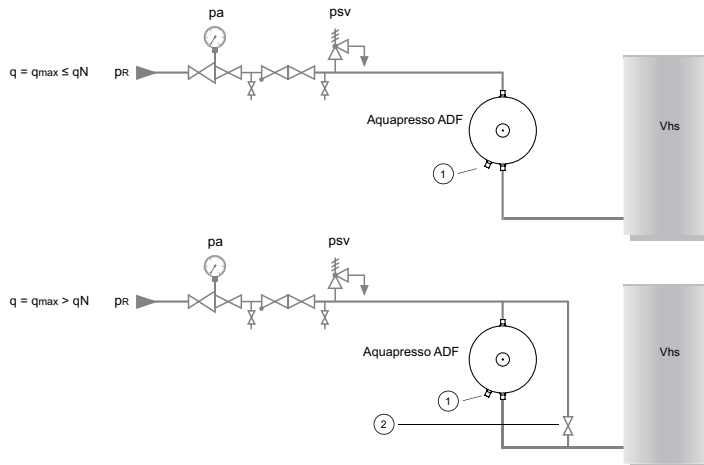 pa
psv
q = qmax ≤ qN
pR
Aquapresso ADF
Vhs
1
pa
psv
q = qmax > qN
pR
Aquapresso ADF
Vhs
1
2